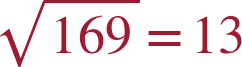 √169 = 13